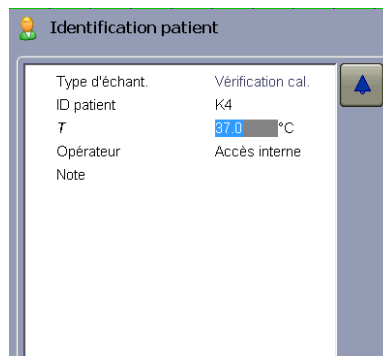 Identification patient
Type d'échant. Vérification cal.
ID patient K4
T 37.0 °C
Opérateur Accès interne
Note